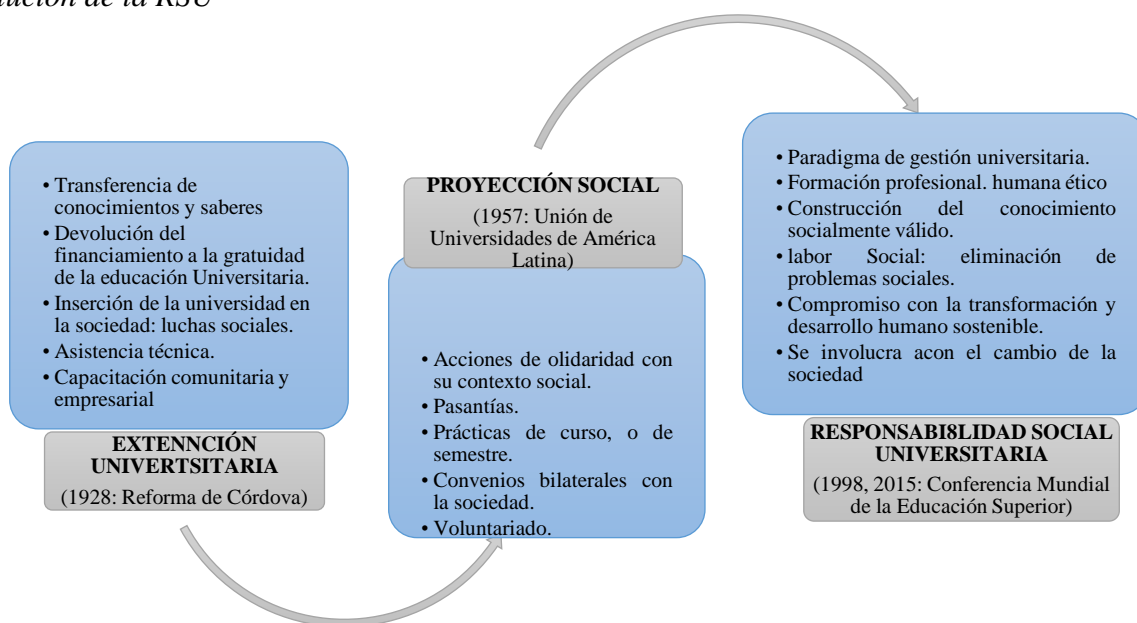 de la RSU
• Transferencia de
conocimientos y saberes
• Devolución del
financiamiento a la gratuidad
de la educación Universitaria.
• Inserción de la universidad en
la sociedad: luchas sociales.
• Asistencia técnica.
• Capacitación comunitaria y
empresarial
EXTENNCIÓN
UNIVERTSITARIA
(1928: Reforma de Córdova)
PROYECCIÓN SOCIAL
(1957: Unión de
Universidades de América
Latina)
• Acciones de olidaridad con
su contexto social.
• Pasantías.
• Prácticas de curso, o de
semestre.
• Convenios bilaterales con
la sociedad.
• Voluntariado.
• Paradigma de gestión universitaria.
• Formación profesional. humana ético
• Construcción del conocimiento
socialmente válido.
• labor Social: eliminación de
problemas sociales.
• Compromiso con la transformación y
desarrollo humano sostenible.
• Se involucra acon el cambio de la
sociedad
RESPONSABI8LIDAD SOCIAL
UNIVERSITARIA
(1998, 2015: Conferencia Mundial
de la Educación Superior)